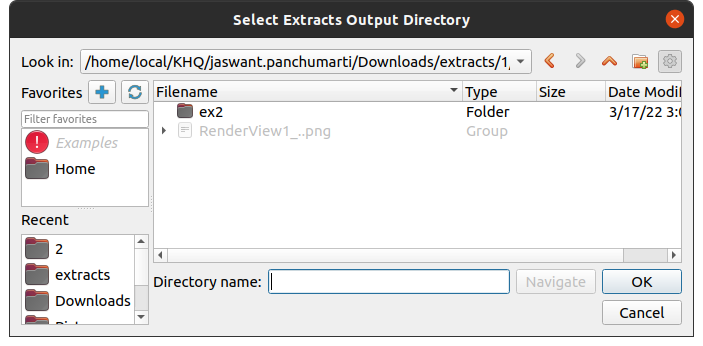 Select Extracts Output Directory
Look in: /home/local/KHQ/jaswant.panchumarti/Downloads/extracts/1,
Favorites
Filter favorites
Examples
Home
Recent
2
extracts
Downloads
Filename Type Size Date Modif
ex2 Folder 3/17/22 3:0
RenderView1_..png Group
Directory name: Navigate OK
Cancel